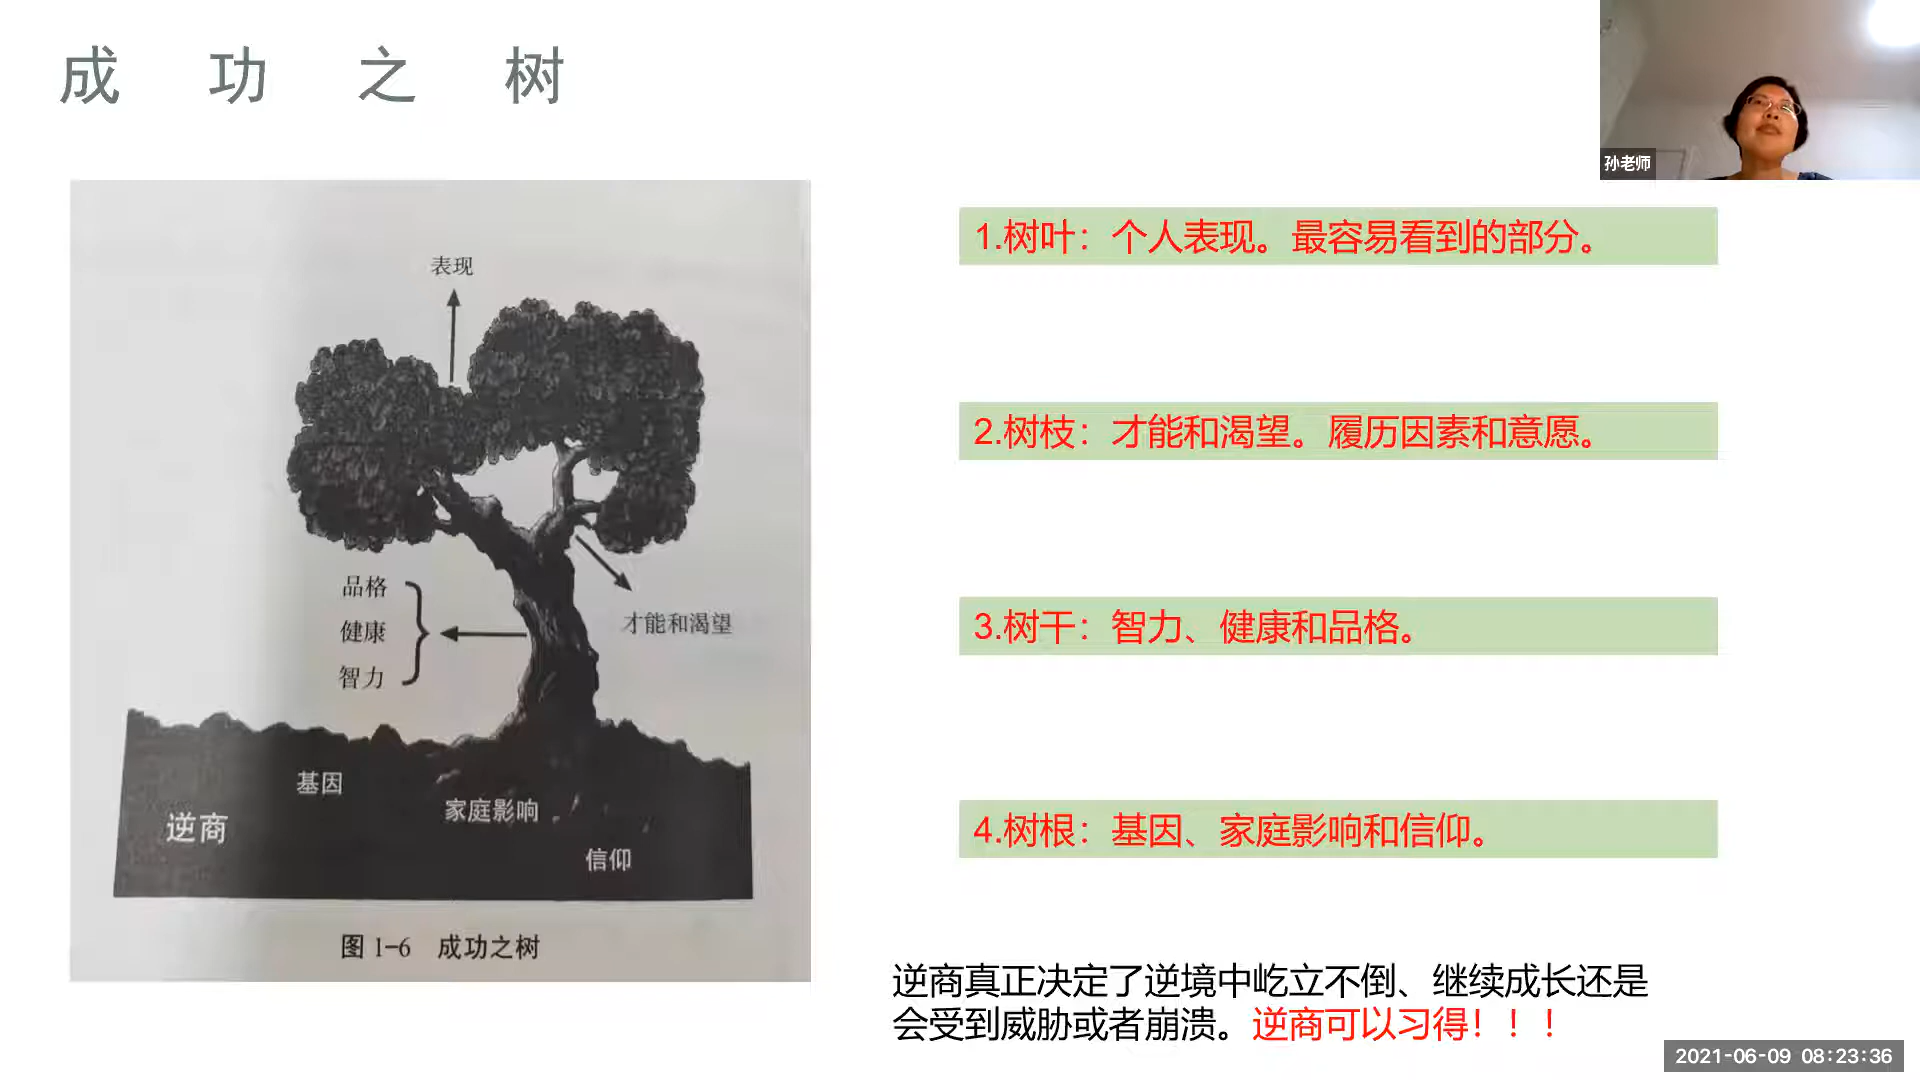 成功之树
孙老师
表现
品格
健康
智力
才能和渴望
基因
家庭影响
逆商
信仰
图 1-6 成功之树
1.树叶：个人表现。最容易看到的部分。
2.树枝：才能和渴望。履历因素和意愿。
3.树干：智力、健康和品格。
4.树根：基因、家庭影响和信仰。
逆商真正决定了逆境中屹立不倒、继续成长还是
会受到威胁或者崩溃。逆商可以习得！！！
2021-06-09 08:23:36